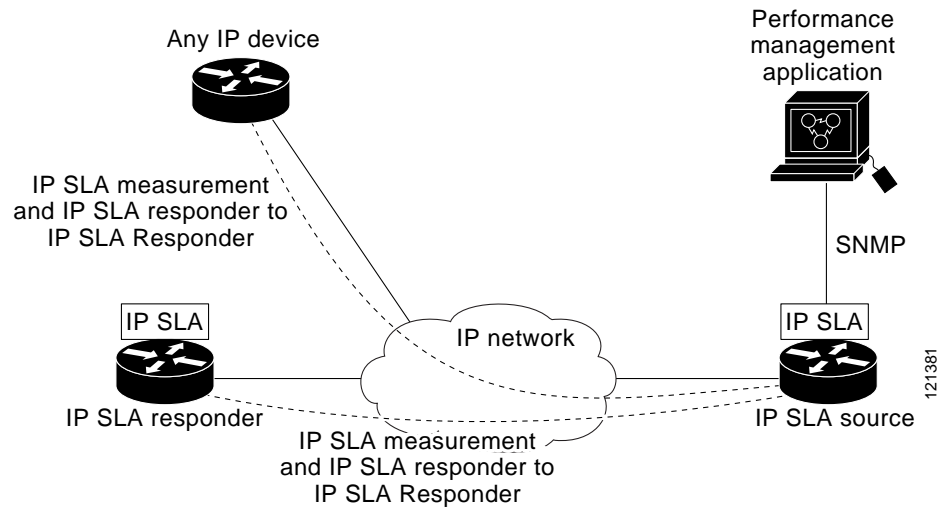 Any IP device
Performance
management
application
IP SLA measurement
and IP SLA responder to
IP SLA Responder
SNMP
IP SLA
IP network
IP SLA
IP SLA responder
IP SLA source
121381
IP SLA measurement
and IP SLA responder to
IP SLA Responder